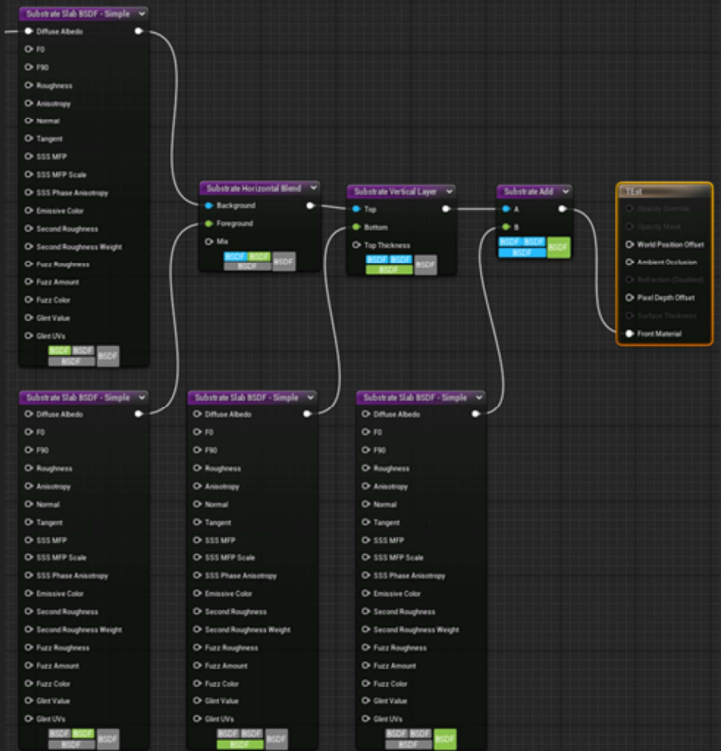 Substrate Slab BSDF - Simple
Diffuse Albedo
F0
F90
Roughness
Anisotropy
Normal
Tangent
SSS MFP
SSS MFP Scale
SSS Phase Anisotropy
Emissive Color
Second Roughness
Second Roughness Weight
Fuzz Roughness
Fuzz Amount
Fuzz Color
Glint Value
Glint UVs
BSDF BSDF BSDF
BSDF
Substrate Horizontal Blend
Background
Foreground
Mix
BSDF BSDF BSDF
BSDF
Substrate Vertical Layer
Top
Bottom
Top Thickness
BSDF BSDF BSDF
BSDF
Substrate Add
A
B
BSDF BSDF BSDF
BSDF
TExt
Opacity Override
Opacity Mask
World Position Offset
Ambient Occlusion
Refraction (Disabled)
Pixel Depth Offset
Surface Thickness
Front Material
Substrate Slab BSDF - Simple
Diffuse Albedo
F0
F90
Roughness
Anisotropy
Normal
Tangent
SSS MFP
SSS MFP Scale
SSS Phase Anisotropy
Emissive Color
Second Roughness
Second Roughness Weight
Fuzz Roughness
Fuzz Amount
Fuzz Color
Glint Value
Glint UVs
BSDF BSDF BSDF
BSDF
Substrate Slab BSDF - Simple
Diffuse Albedo
F0
F90
Roughness
Anisotropy
Normal
Tangent
SSS MFP
SSS MFP Scale
SSS Phase Anisotropy
Emissive Color
Second Roughness
Second Roughness Weight
Fuzz Roughness
Fuzz Amount
Fuzz Color
Glint Value
Glint UVs
BSDF BSDF BSDF
BSDF
Substrate Slab BSDF - Simple
Diffuse Albedo
F0
F90
Roughness
Anisotropy
Normal
Tangent
SSS MFP
SSS MFP Scale
SSS Phase Anisotropy
Emissive Color
Second Roughness
Second Roughness Weight
Fuzz Roughness
Fuzz Amount
Fuzz Color
Glint Value
Glint UVs
BSDF BSDF BSDF
BSDF